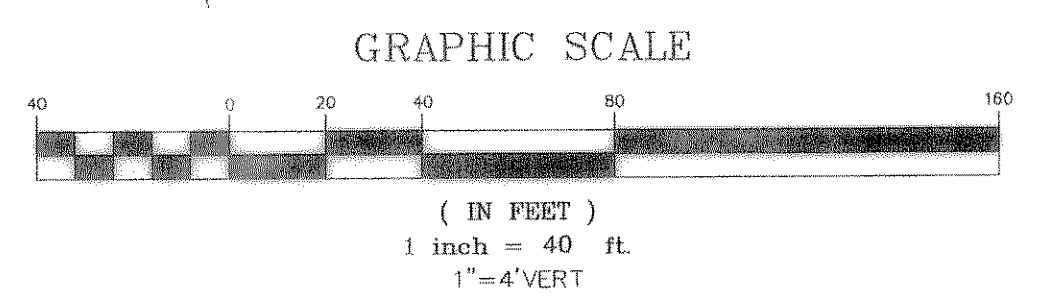 GRAPHIC SCALE
40 0 20 40 80 160
( IN FEET )
1 inch = 40 ft.
1"=4'VERT